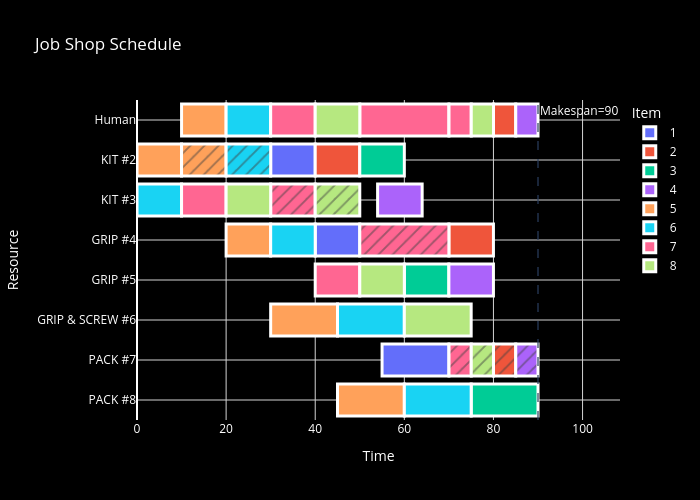 Job Shop Schedule
Makespan=90
Item
1
2
3
4
5
6
7
8
Resource
Human
KIT #2
KIT #3
GRIP #4
GRIP #5
GRIP & SCREW #6
PACK #7
PACK #8
0 20 40 60 80 100
Time